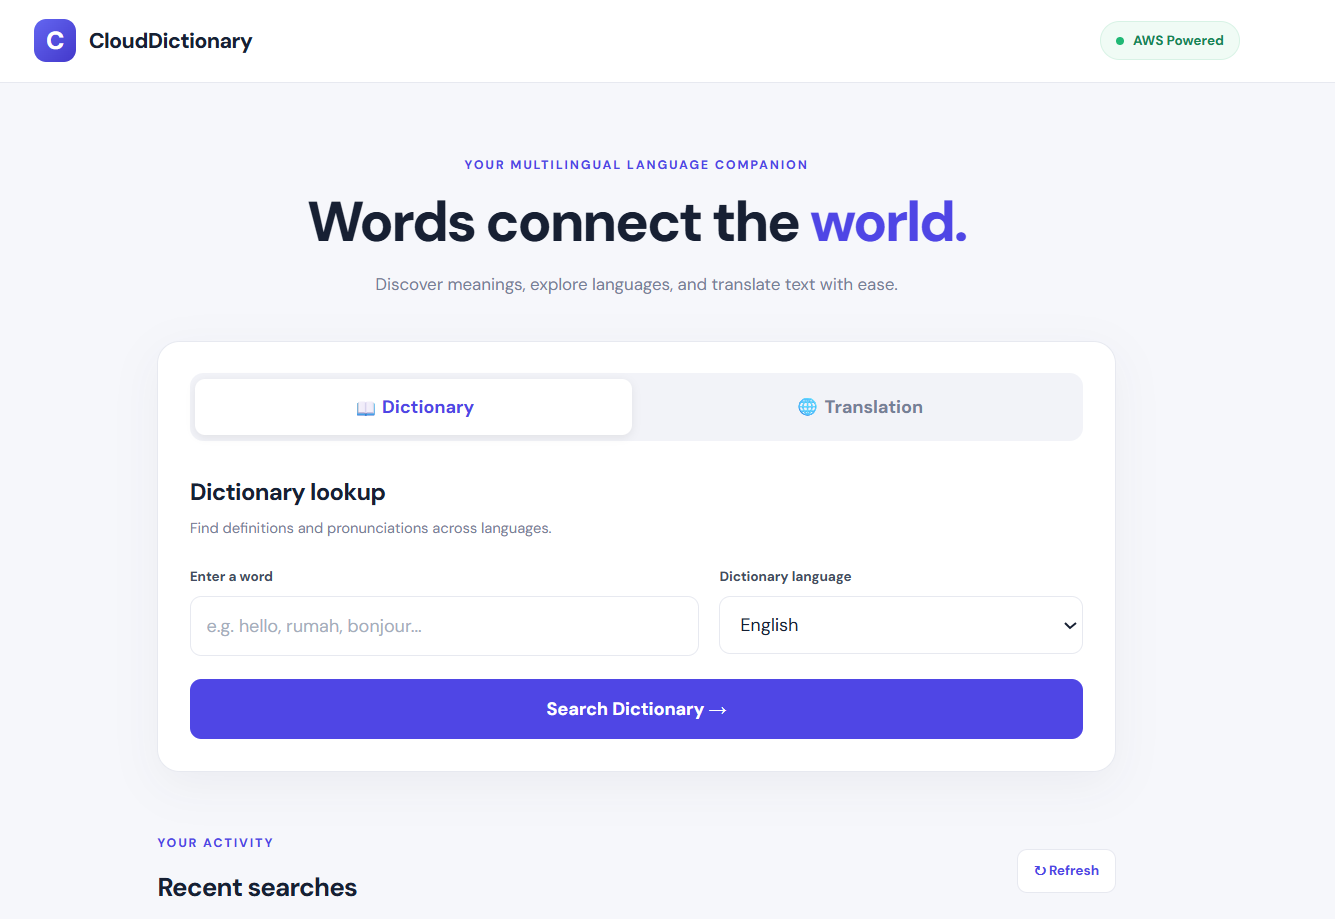 C CloudDictionary
AWS Powered
YOUR MULTILINGUAL LANGUAGE COMPANION
Words connect the world.
Discover meanings, explore languages, and translate text with ease.
📖 Dictionary
🌐 Translation
Dictionary lookup
Find definitions and pronunciations across languages.
Enter a word
Dictionary language
e.g. hello, rumah, bonjour...
English
Search Dictionary →
YOUR ACTIVITY
↻ Refresh
Recent searches